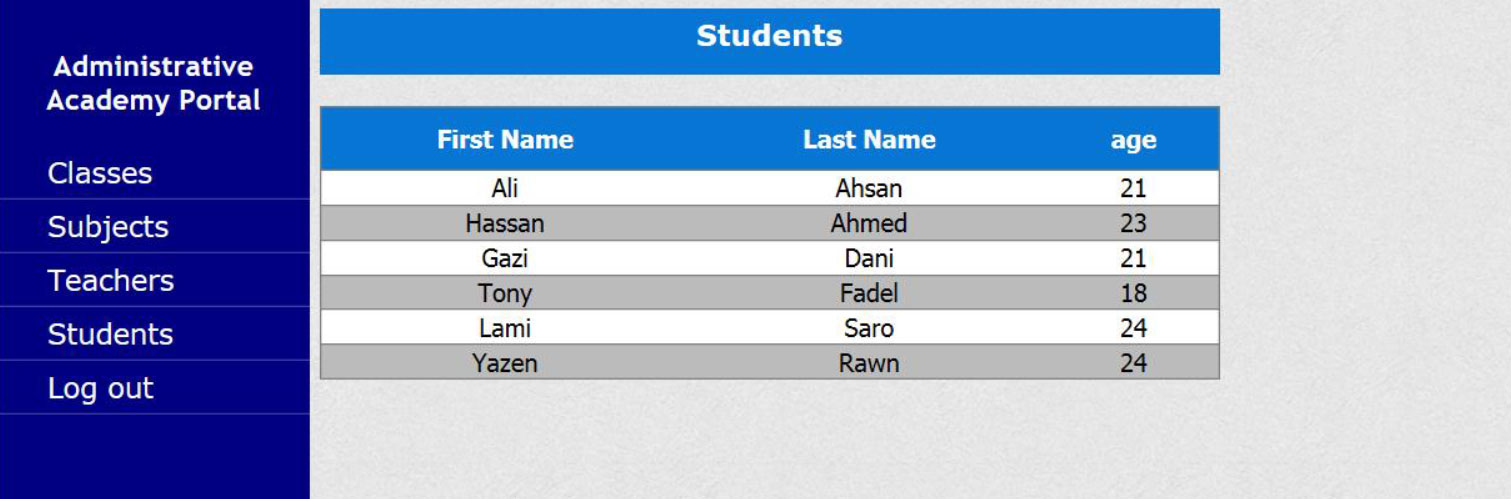 Administrative
Academy Portal
Classes
Subjects
Teachers
Students
Log out
Students
First Name Last Name age
Ali Ahsan 21
Hassan Ahmed 23
Gazi Dani 21
Tony Fadel 18
Lami Saro 24
Yazen Rawn 24